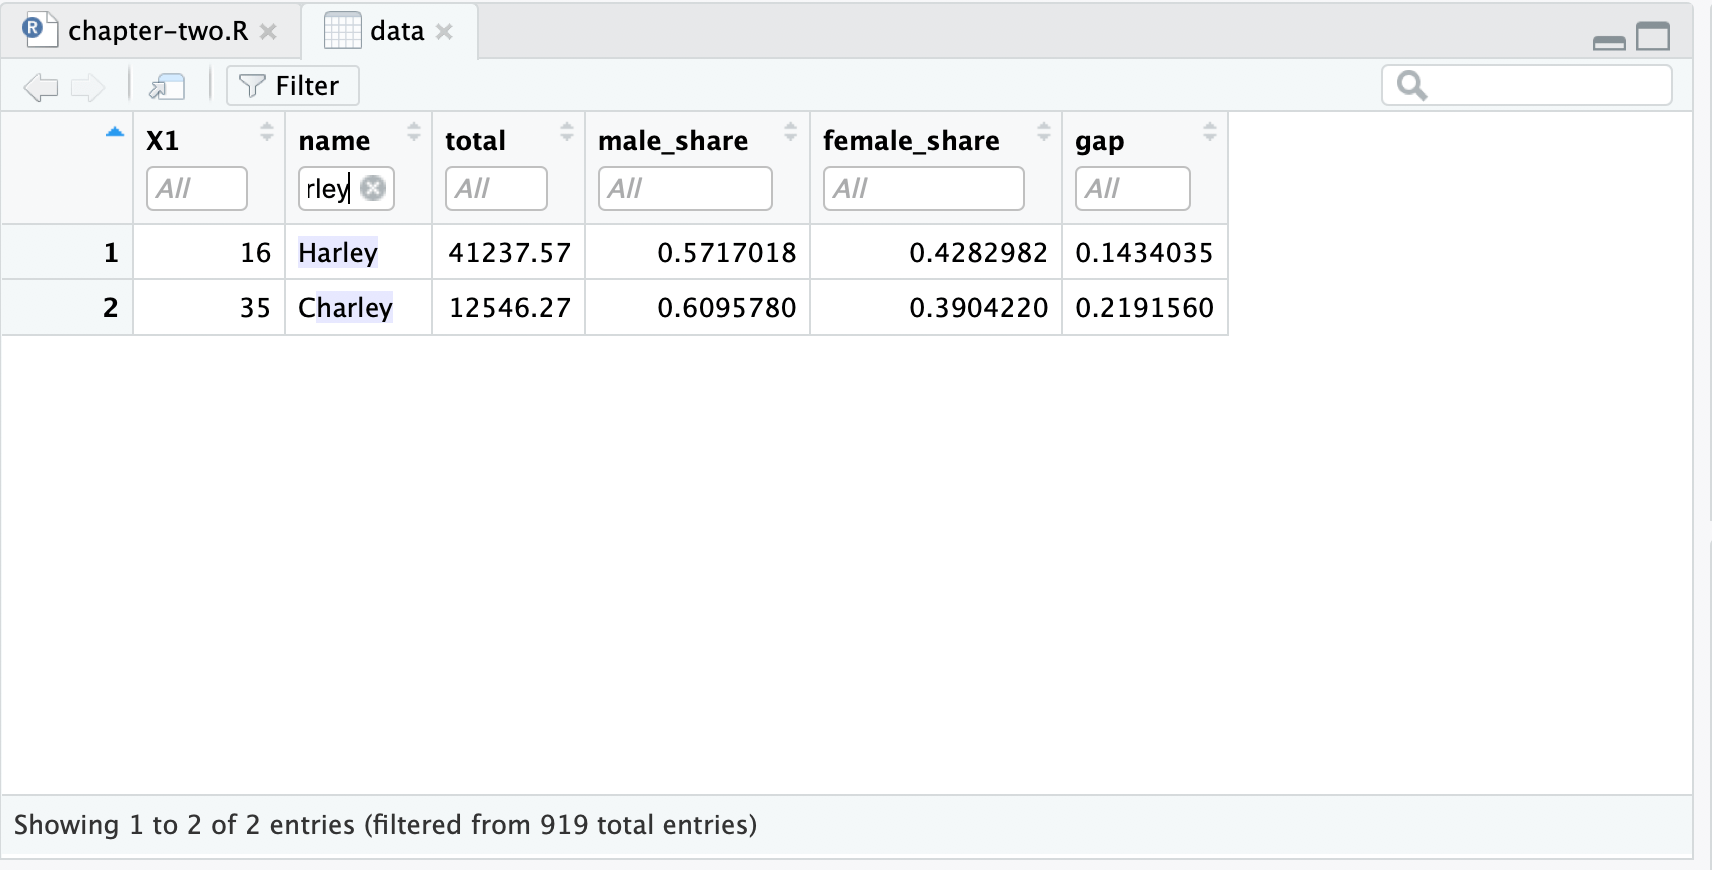 R chapter-two.R data
Filter
X1 name total male_share female_share gap
All rley All All All All
1 16 Harley 41237.57 0.5717018 0.4282982 0.1434035
2 35 Charley 12546.27 0.6095780 0.3904220 0.2191560
Showing 1 to 2 of 2 entries (filtered from 919 total entries)